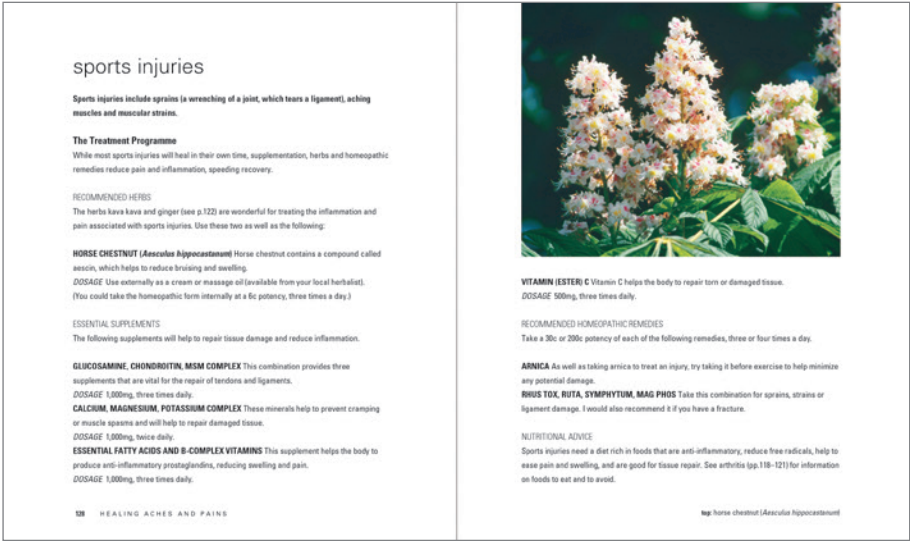 sports injuries
Sports injuries include sprains (a wrenching of a joint, which tears a ligament), aching
muscles and muscular strains.
The Treatment Programme
While most sports injuries will heal in their own time, supplementation, herbs and homeopathic
remedies reduce pain and inflammation, speeding recovery.
RECOMMENDED HERBS
The herbs kava kava and ginger (see p.122) are wonderful for treating the inflammation and
pain associated with sports injuries. Use these two as well as the following:
HORSE CHESTNUT (Aesculus hippocastanum) Horse chestnut contains a compound called
aescin, which helps to reduce bruising and swelling.
DOSAGE Use externally as a cream or massage oil (available from your local herbalist).
(You could take the homeopathic form internally at a 6c potency, three times a day.)
ESSENTIAL SUPPLEMENTS
The following supplements will help to repair tissue damage and reduce inflammation.
GLUCOSAMINE, CHONDROITIN, MSM COMPLEX This combination provides three
supplements that are vital for the repair of tendons and ligaments.
DOSAGE 1,000mg, three times daily.
CALCIUM, MAGNESIUM, POTASSIUM COMPLEX These minerals help to prevent cramping
or muscle spasms and will help to repair damaged tissue.
DOSAGE 1,000mg, twice daily.
ESSENTIAL FATTY ACIDS AND B-COMPLEX VITAMINS This supplement helps the body to
produce anti-inflammatory prostaglandins, reducing swelling and pain.
DOSAGE 1,000mg, three times daily.
128 HEALING ACHES AND PAINS
VITAMIN (ESTER) C Vitamin C helps the body to repair torn or damaged tissue.
DOSAGE 500mg, three times daily.
RECOMMENDED HOMEOPATHIC REMEDIES
Take a 30c or 200c potency of each of the following remedies, three or four times a day.
ARNICA As well as taking arnica to treat an injury, try taking it before exercise to help minimize
any potential damage.
RHUS TOX, RUTA, SYMPHYTUM, MAG PHOS Take this combination for sprains, strains or
ligament damage. I would also recommend it if you have a fracture.
NUTRITIONAL ADVICE
Sports injuries need a diet rich in foods that are anti-inflammatory, reduce free radicals, help to
ease pain and swelling, and are good for tissue repair. See arthritis (pp.118–121) for information
on foods to eat and to avoid.
top: horse chestnut (Aesculus hippocastanum)